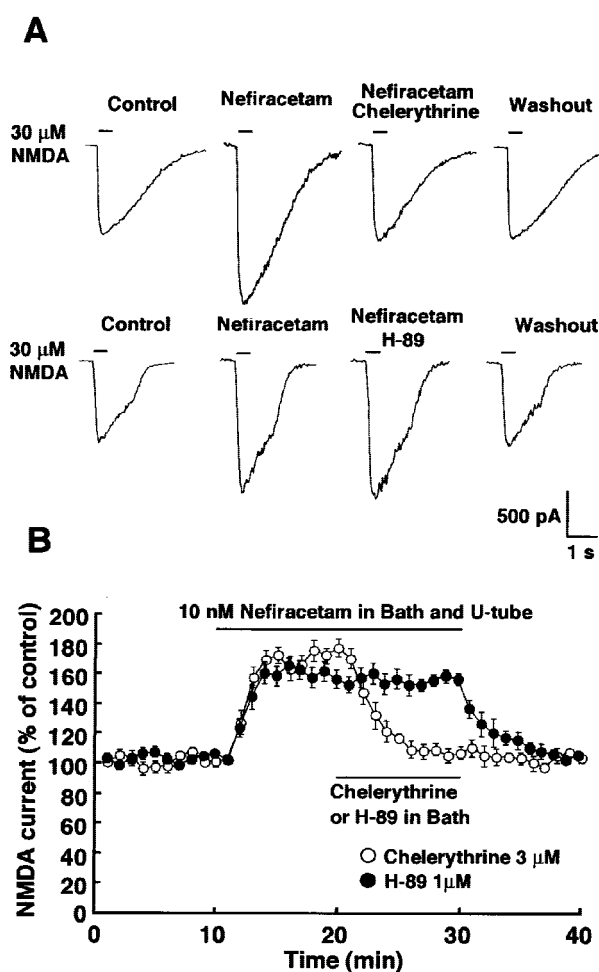 A
Control
Nefiracetam
Nefiracetam
Chelerythrine
Washout
30 μM
NMDA
Control
Nefiracetam
Nefiracetam
H-89
Washout
30 μM
NMDA
500 pA
1 s
B
NMDA current (% of control)
200
180
160
140
120
100
80
60
40
20
0
10 nM Nefiracetam in Bath and U-tube
Chelerythrine
or H-89 in Bath
Chelerythrine 3 μM
H-89 1μM
0
10
20
30
40
Time (min)